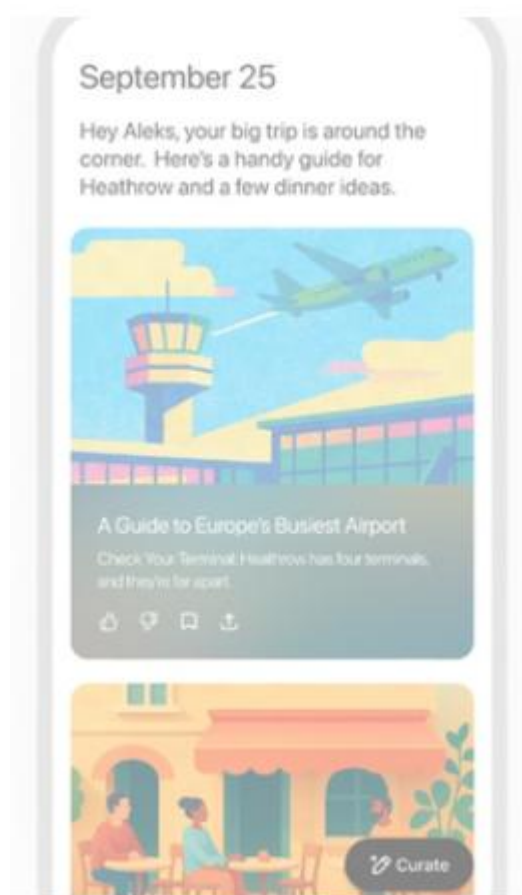 September 25
Hey Aleks, your big trip is around the
corner. Here's a handy guide for
Heathrow and a few dinner ideas.
A Guide to Europe's Busiest Airport
Check Your Terminal: Heathrow has four terminals,
and they're far apart.
Curate